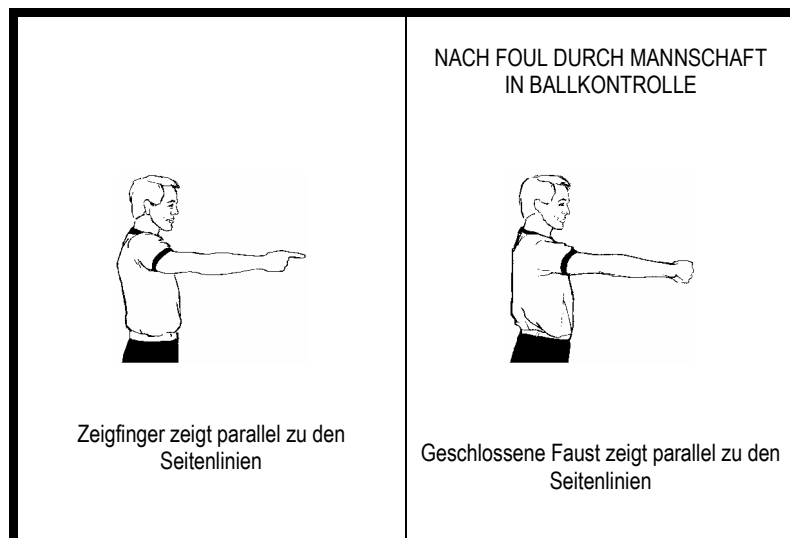 NACH FOUL DURCH MANNSCHAFT
IN BALLKONTROLLE
Zeigfinger zeigt parallel zu den
Seitenlinien
Geschlossene Faust zeigt parallel zu den
Seitenlinien